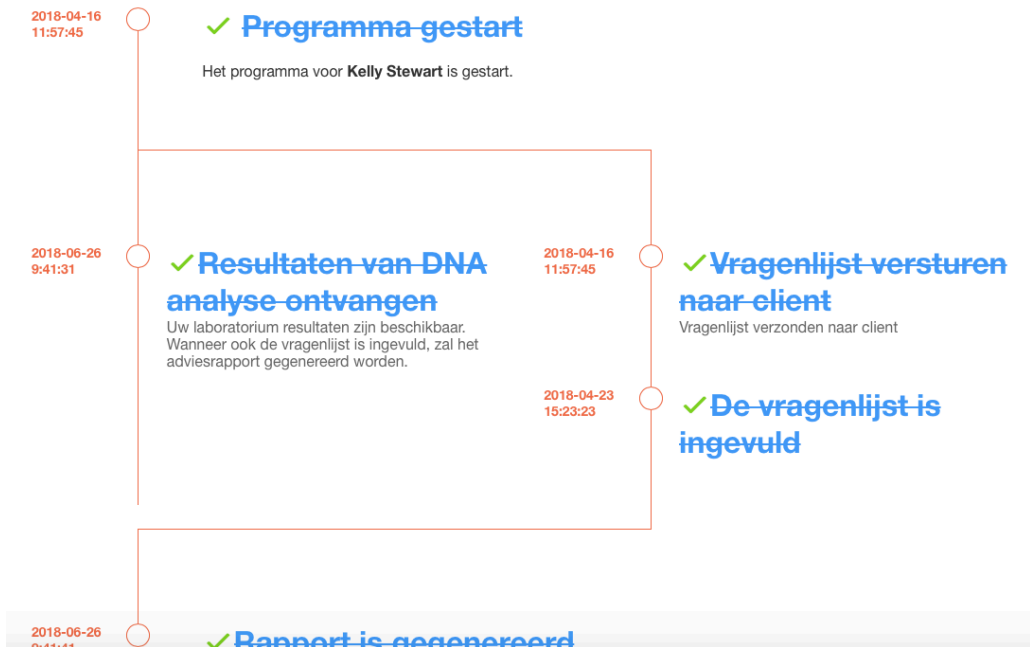 2018-04-16
11:57:45
Programma gestart
Het programma voor Kelly Stewart is gestart.
2018-06-26
9:41:31
Resultaten van DNA
analyse ontvangen
Uw laboratorium resultaten zijn beschikbaar.
Wanneer ook de vragenlijst is ingevuld, zal het
adviesrapport gegenereerd worden.
2018-04-16
11:57:45
Vragenlijst versturen
naar client
Vragenlijst verzonden naar client
2018-04-23
15:23:23
De vragenlijst is
ingevuld
2018-06-26
9:41:41
Rapport is gegenereerd